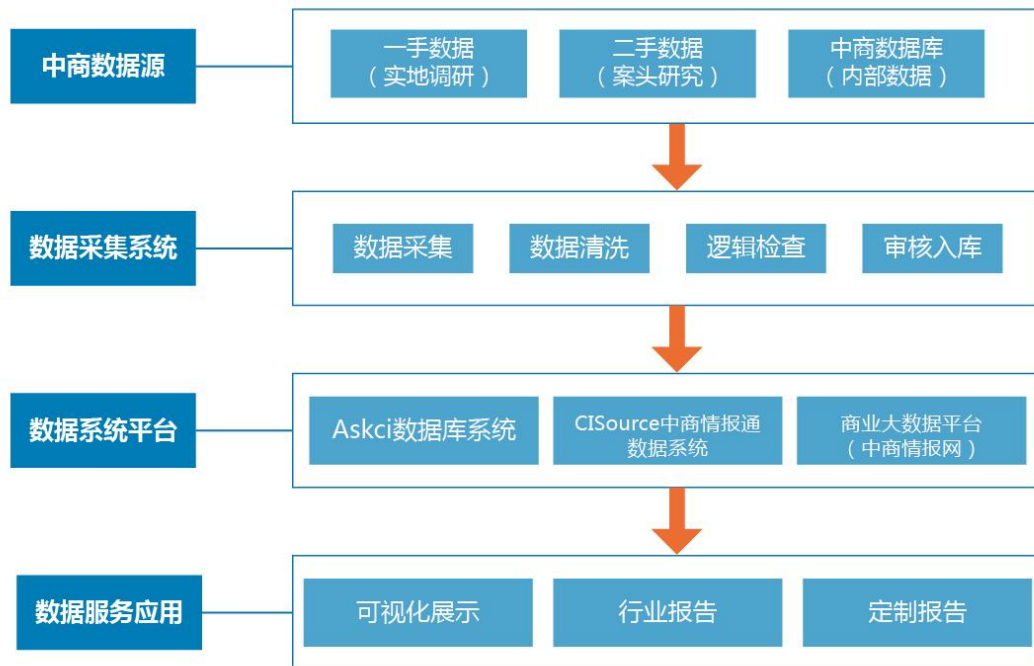 中商数据源
一手数据
（实地调研）
二手数据
（案头研究）
中商数据库
（内部数据）
数据采集系统
数据采集
数据清洗
逻辑检查
审核入库
数据系统平台
Askci数据库系统
CISource中商情报通
数据系统
商业大数据平台
（中商情报网）
数据服务应用
可视化展示
行业报告
定制报告